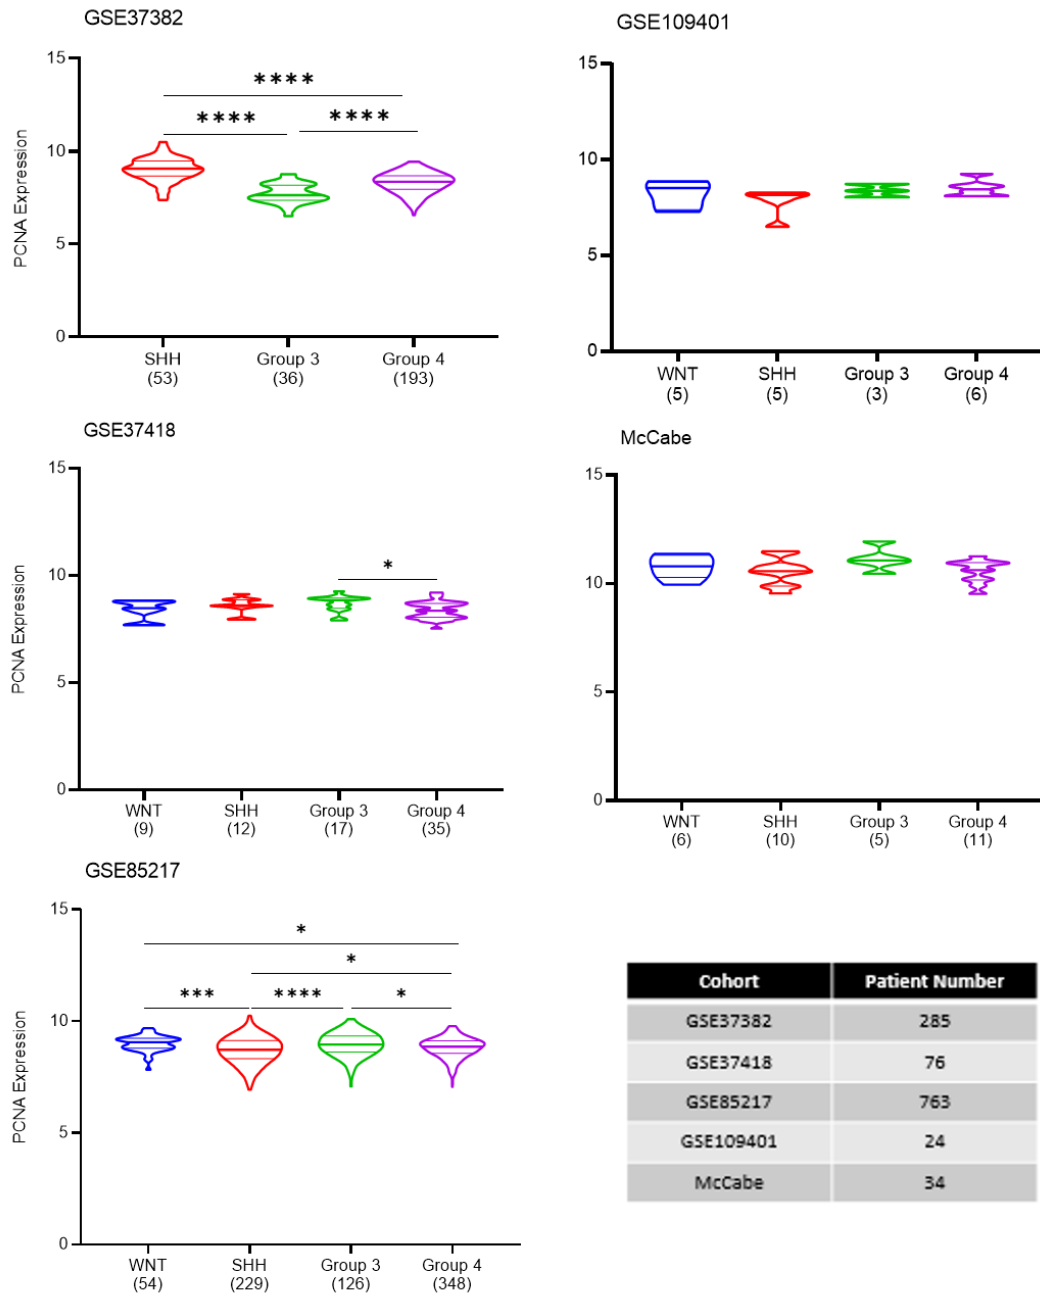 GSE37382
15
10
5
0
PCNA Expression
****
****
****
SHH
(53)
Group 3
(36)
Group 4
(193)
GSE109401
15
10
5
0
WNT
(5)
SHH
(5)
Group 3
(3)
Group 4
(6)
GSE37418
15
10
5
0
PCNA Expression
*
WNT
(9)
SHH
(12)
Group 3
(17)
Group 4
(35)
McCabe
15
10
5
0
WNT
(6)
SHH
(10)
Group 3
(5)
Group 4
(11)
GSE85217
15
10
5
0
PCNA Expression
*
*
***
****
*
WNT
(54)
SHH
(229)
Group 3
(126)
Group 4
(348)
Cohort Patient Number
GSE37382 285
GSE37418 76
GSE85217 763
GSE109401 24
McCabe 34